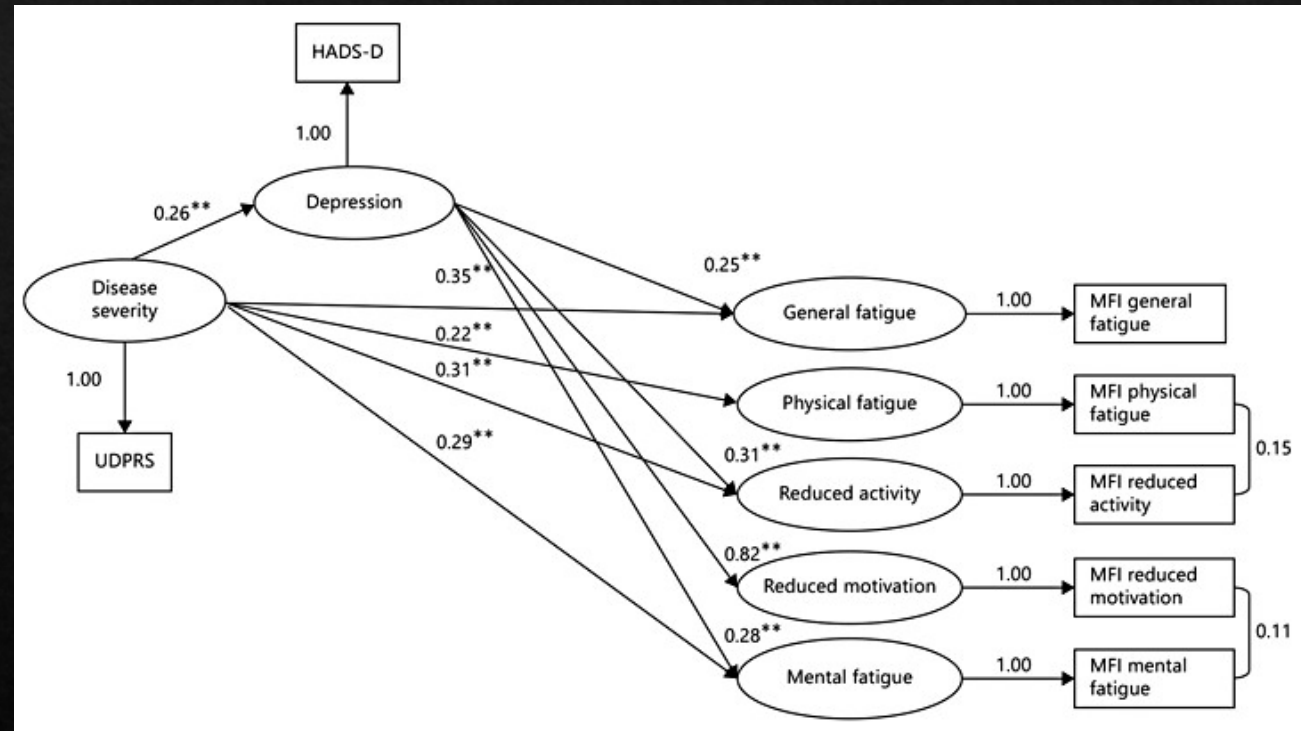 HADS-D
1.00
Depression
0.26**
Disease
severity
1.00
UDPRS
0.35**
0.22**
0.31**
0.29**
0.25**
General fatigue
1.00
MFI general
fatigue
Physical fatigue
1.00
MFI physical
fatigue
0.31**
Reduced activity
1.00
MFI reduced
activity
0.15
0.82**
Reduced motivation
1.00
MFI reduced
motivation
0.28**
Mental fatigue
1.00
MFI mental
fatigue
0.11